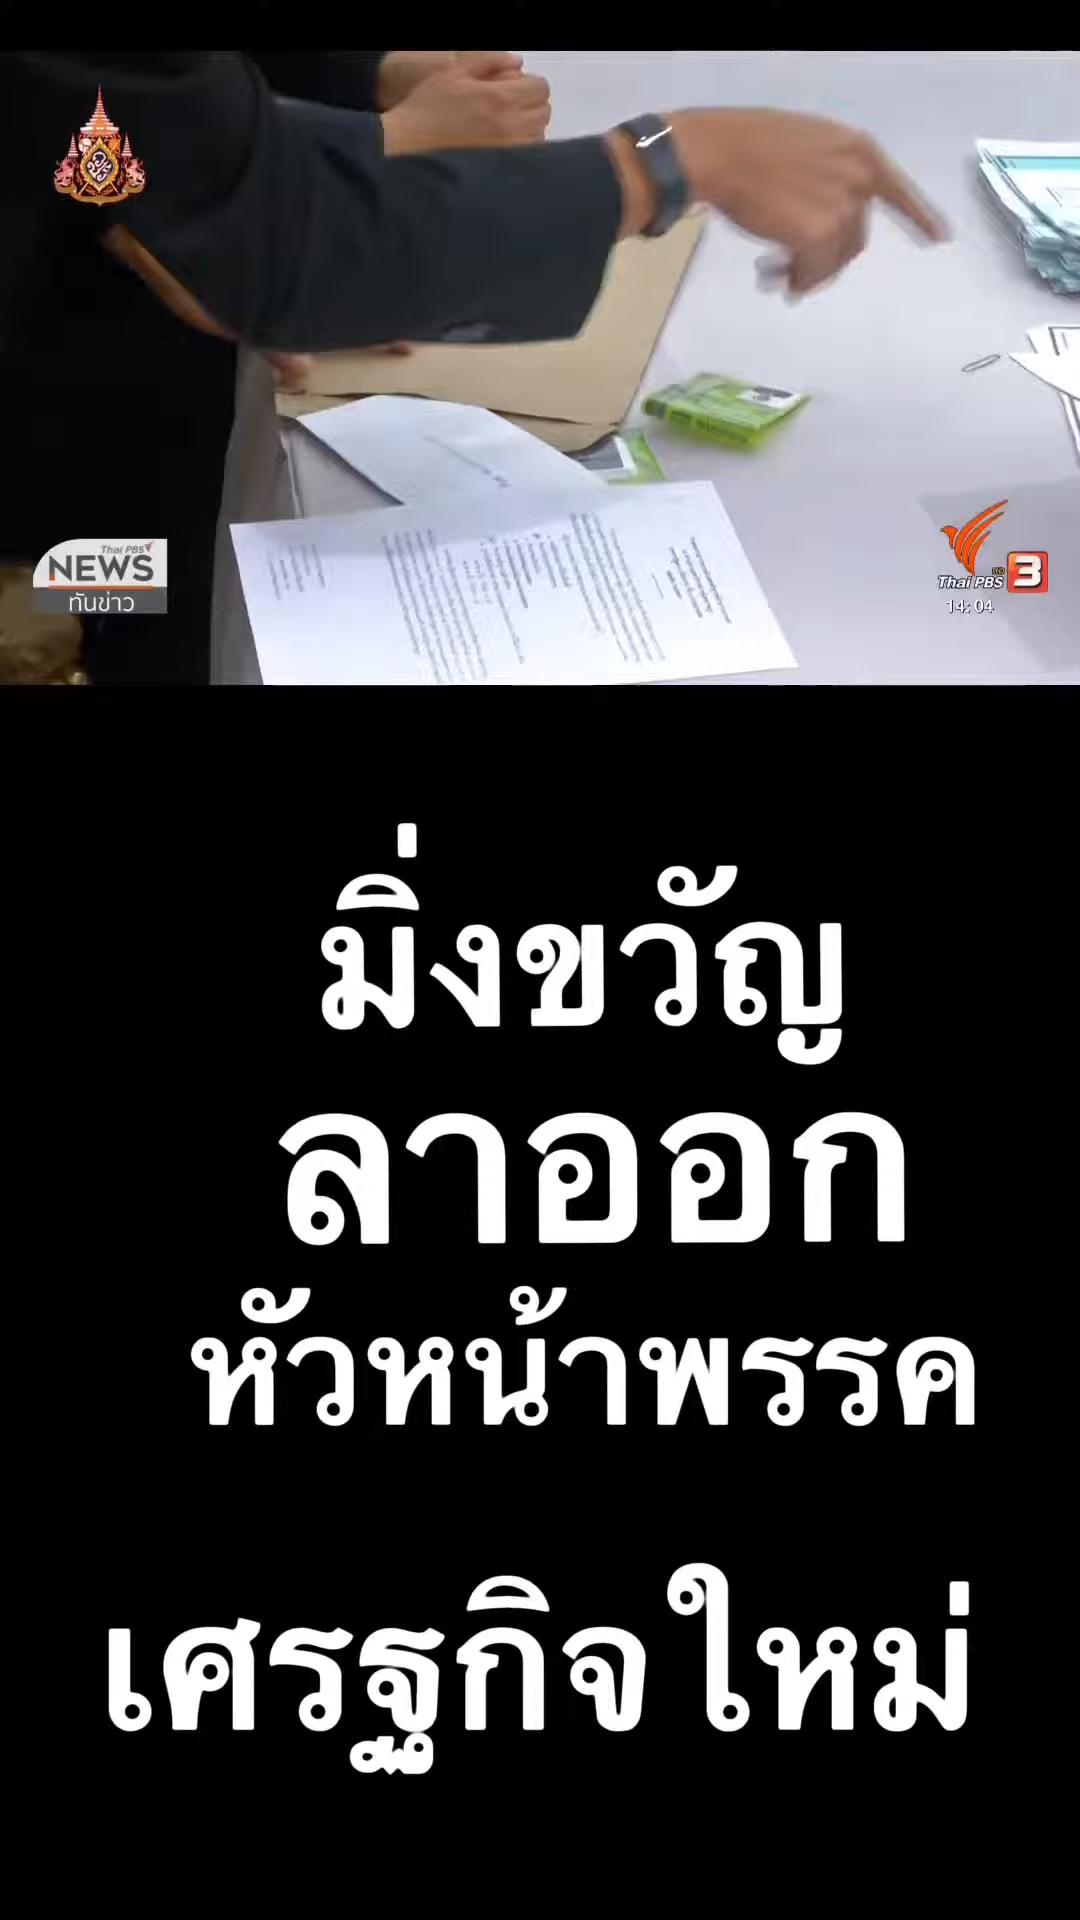 Thai PBS
NEWS
ทันข่าว
Thai PBS HD 3
14:04
มิ่งขวัญ
ลาออก
หัวหน้าพรรค
เศรฐกิจใหม่